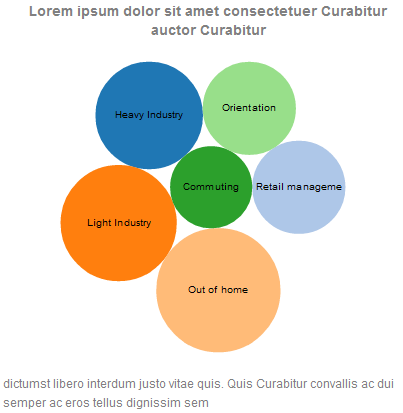 Lorem ipsum dolor sit amet consectetuer Curabitur
auctor Curabitur
Heavy Industry
Orientation
Commuting
Retail manageme
Light Industry
Out of home
dictumst libero interdum justo vitae quis. Quis Curabitur convallis ac dui
semper ac eros tellus dignissim sem